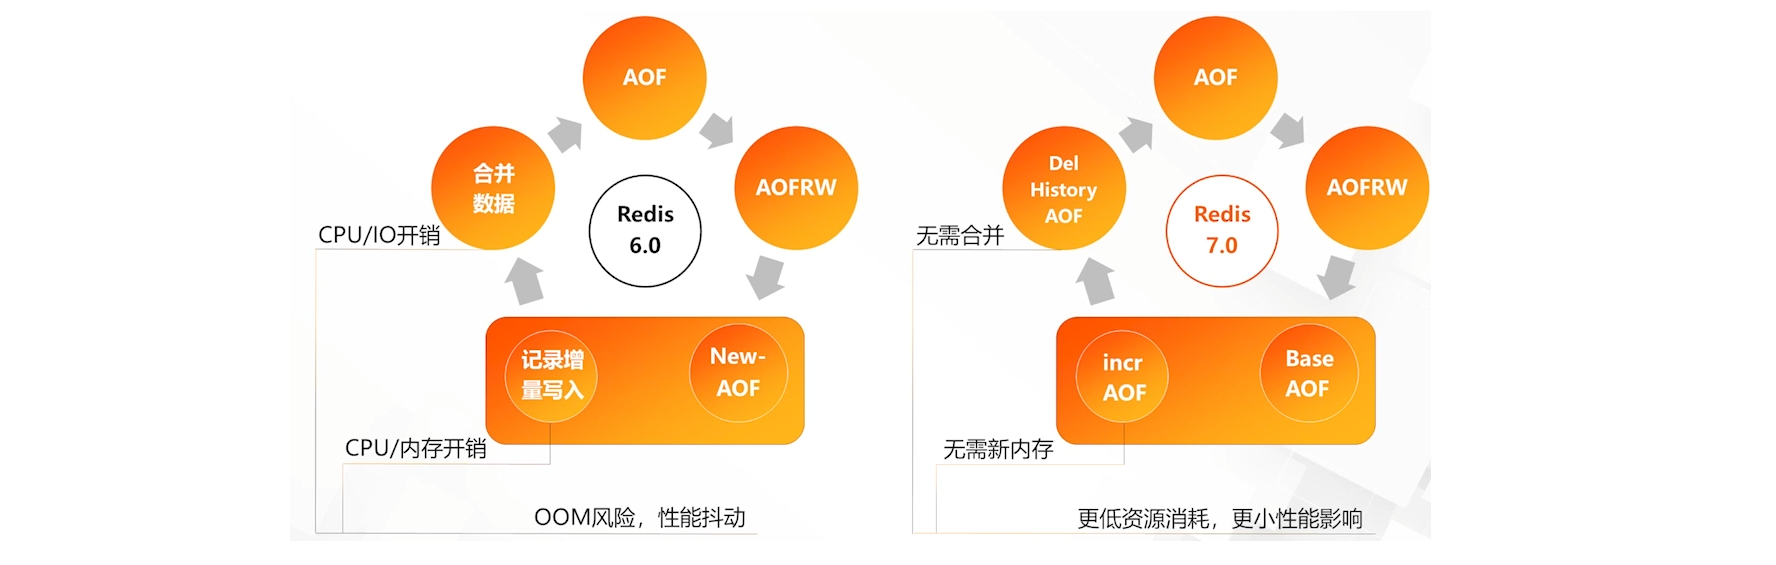 AOF
合并
数据
AOFRW
Redis
6.0
CPU/IO开销
记录增
量写入
New-
AOF
CPU/内存开销
OOM风险，性能抖动
AOF
Del
History
AOF
AOFRW
Redis
7.0
无需合并
incr
AOF
Base
AOF
无需新内存
更低资源消耗，更小性能影响